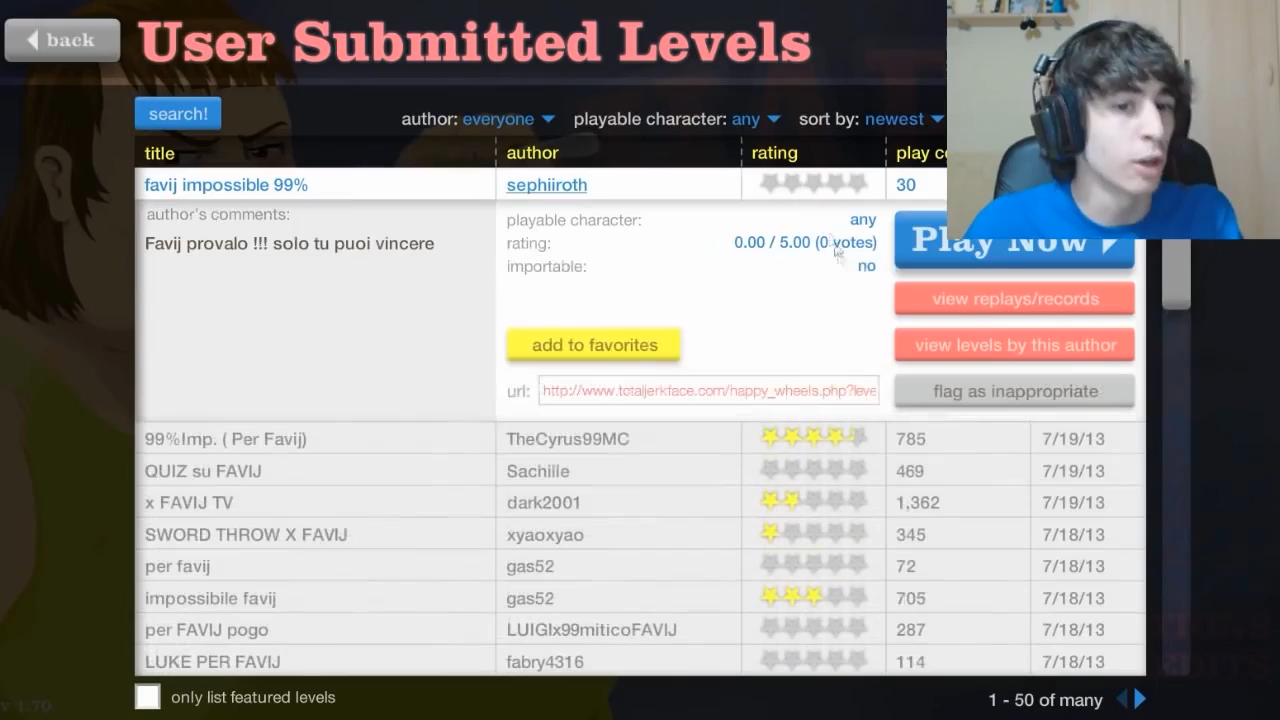 back
User Submitted Levels
search!
author: everyone playable character: any sort by: newest
title author rating play c
favij impossible 99% sephiiroth 30
author's comments:
Favij provalo !!! solo tu puoi vincere
playable character: any
rating: 0.00 / 5.00 (0 votes)
importable: no
Play Now
view replays/records
add to favorites
view levels by this author
url: http://www.totaljerkface.com/happy_wheels.php?leve
flag as inappropriate
99%Imp. ( Per Favij) TheCyrus99MC 785 7/19/13
QUIZ su FAVIJ Sachiile 469 7/19/13
x FAVIJ TV dark2001 1,362 7/19/13
SWORD THROW X FAVIJ xyaoxyao 345 7/18/13
per favij gas52 72 7/18/13
impossibile favij gas52 705 7/18/13
per FAVIJ pogo LUIGIx99miticoFAVIJ 287 7/18/13
LUKE PER FAVIJ fabry4316 114 7/18/13
only list featured levels
1 - 50 of many
v 1.70